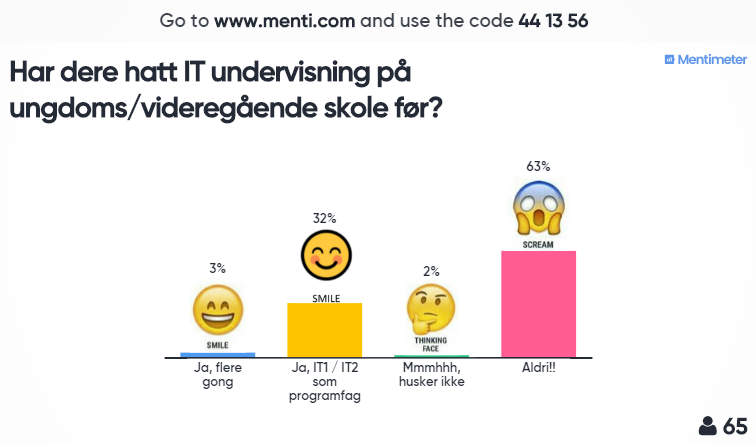 Go to www.menti.com and use the code 44 13 56
Mentimeter
Har dere hatt IT undervisning på
ungdoms/videregående skole før?
3%
SMILE
32%
SMILE
2%
THINKING
FACE
63%
SCREAM
Ja, flere
gong
Ja, IT1 / IT2
som
programfag
Mmmhhh,
husker ikke
Aldri!!
65